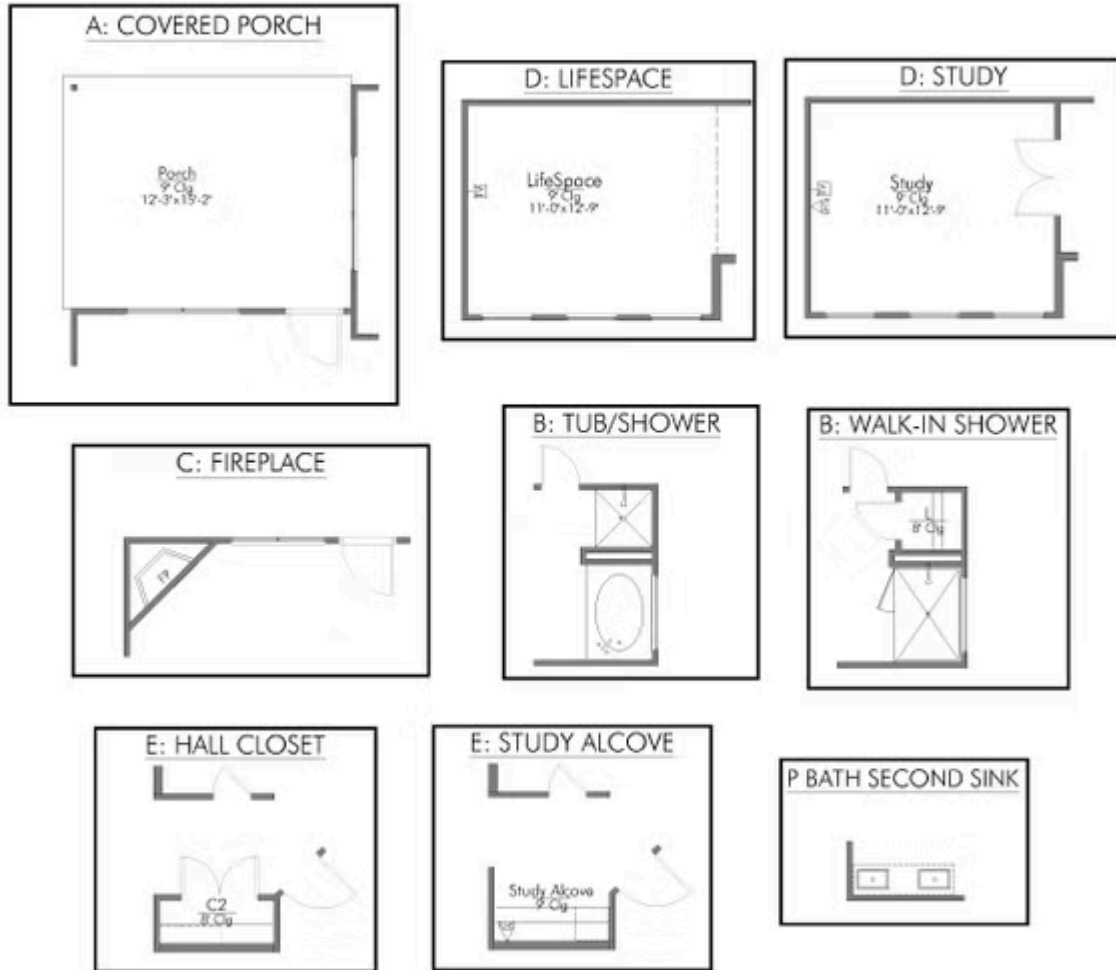 A: COVERED PORCH
Porch
9' Clg
12'-3"x15'-2"
D: LIFESPACE
LifeSpace
9' Clg
11'-0"x12'-9"
D: STUDY
Study
9' Clg
11'-0"x12'-9"
C: FIREPLACE
FP
B: TUB/SHOWER
B: WALK-IN SHOWER
L
8' Clg
E: HALL CLOSET
C2
8' Clg
E: STUDY ALCOVE
Study Alcove
9' Clg
P BATH SECOND SINK